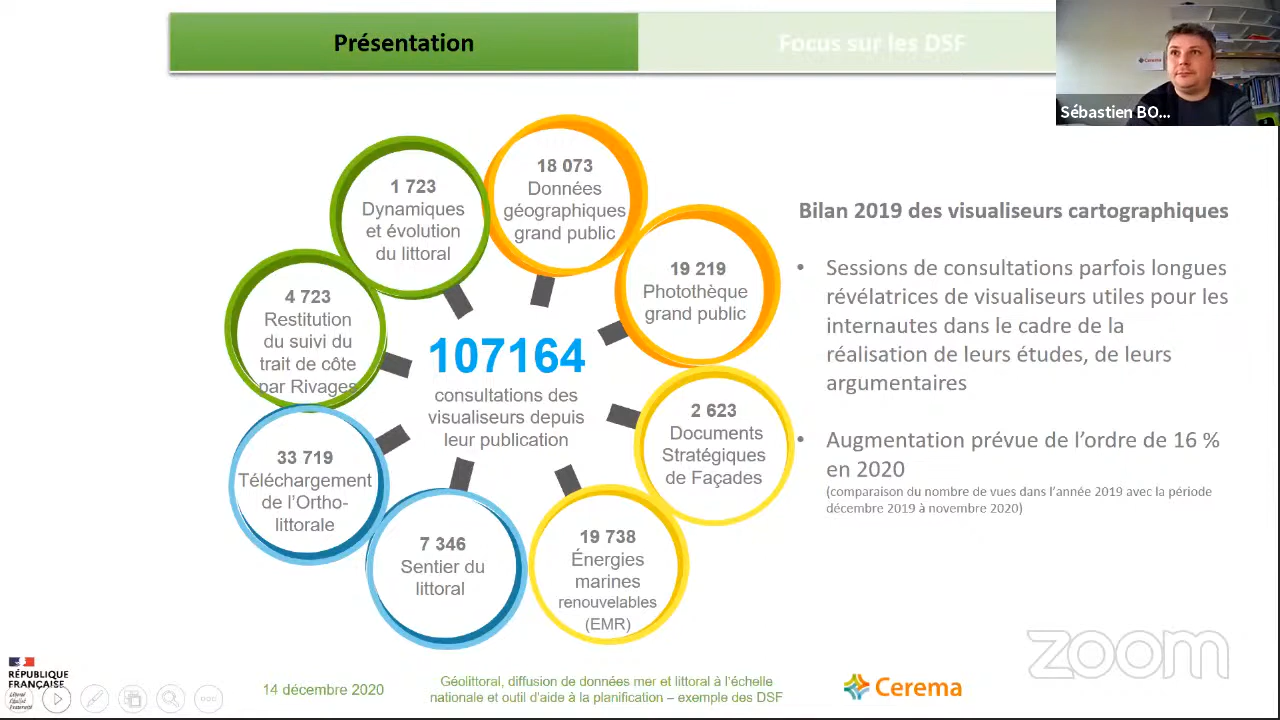 Présentation
Focus sur les DSF
Cerema
Sébastien BO...
18 073
Données
géographiques
grand public
1 723
Dynamiques
et évolution
du littoral
19 219
Photothèque
grand public
4 723
Restitution
du suivi du
trait de côte
par Rivages
107164
consultations des
visualiseurs depuis
leur publication
2 623
Documents
Stratégiques
de Façades
33 719
Téléchargement
de l'Ortho-
littorale
7 346
Sentier du
littoral
19 738
Énergies
marines
renouvelables
(EMR)
Bilan 2019 des visualiseurs cartographiques
• Sessions de consultations parfois longues
révélatrices de visualiseurs utiles pour les
internautes dans le cadre de la
réalisation de leurs études, de leurs
argumentaires
• Augmentation prévue de l'ordre de 16 %
en 2020
(comparaison du nombre de vues dans l'année 2019 avec la période
décembre 2019 à novembre 2020)
zoom
RÉPUBLIQUE
FRANÇAISE
Liberté
Égalité
Fraternité
14 décembre 2020
Géolittoral, diffusion de données mer et littoral à l'échelle
nationale et outil d'aide à la planification – exemple des DSF
Cerema